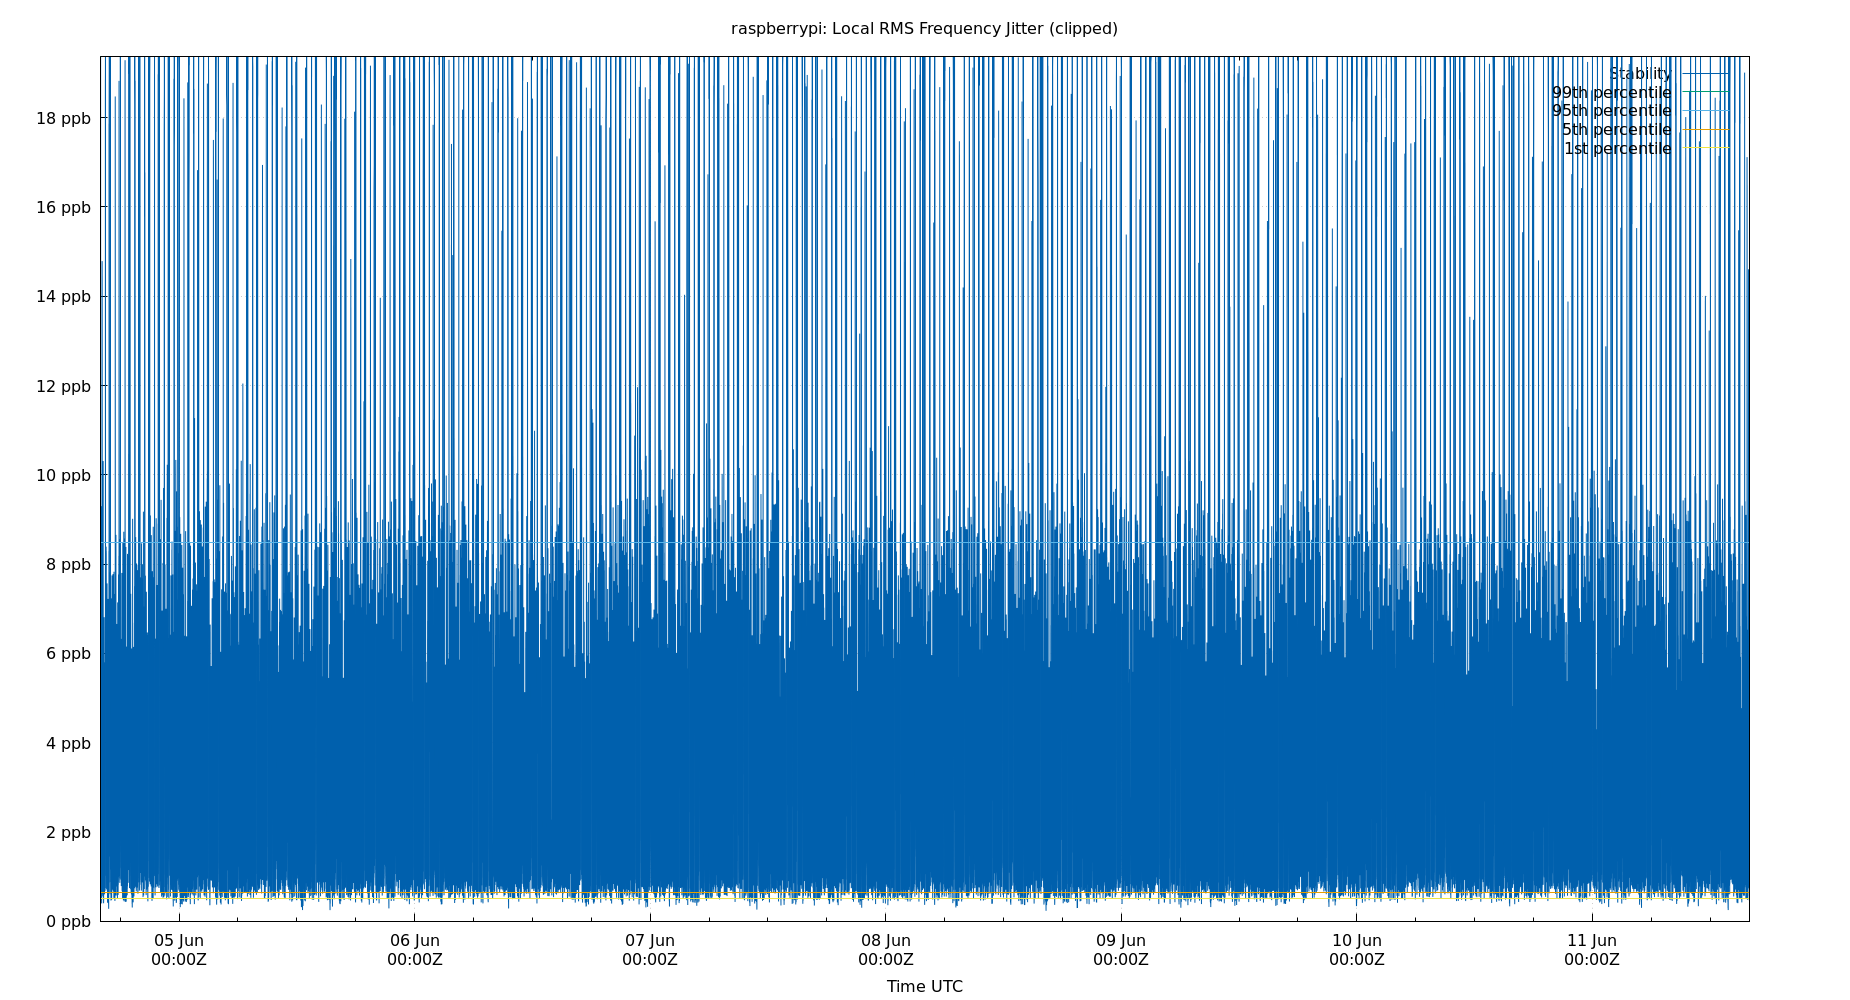 raspberrypi: Local RMS Frequency Jitter (clipped)
Stability
99th percentile
95th percentile
5th percentile
1st percentile
18 ppb
16 ppb
14 ppb
12 ppb
10 ppb
8 ppb
6 ppb
4 ppb
2 ppb
0 ppb
05 Jun 06 Jun 07 Jun 08 Jun 09 Jun 10 Jun 11 Jun
00:00Z 00:00Z 00:00Z 00:00Z 00:00Z 00:00Z 00:00Z
Time UTC